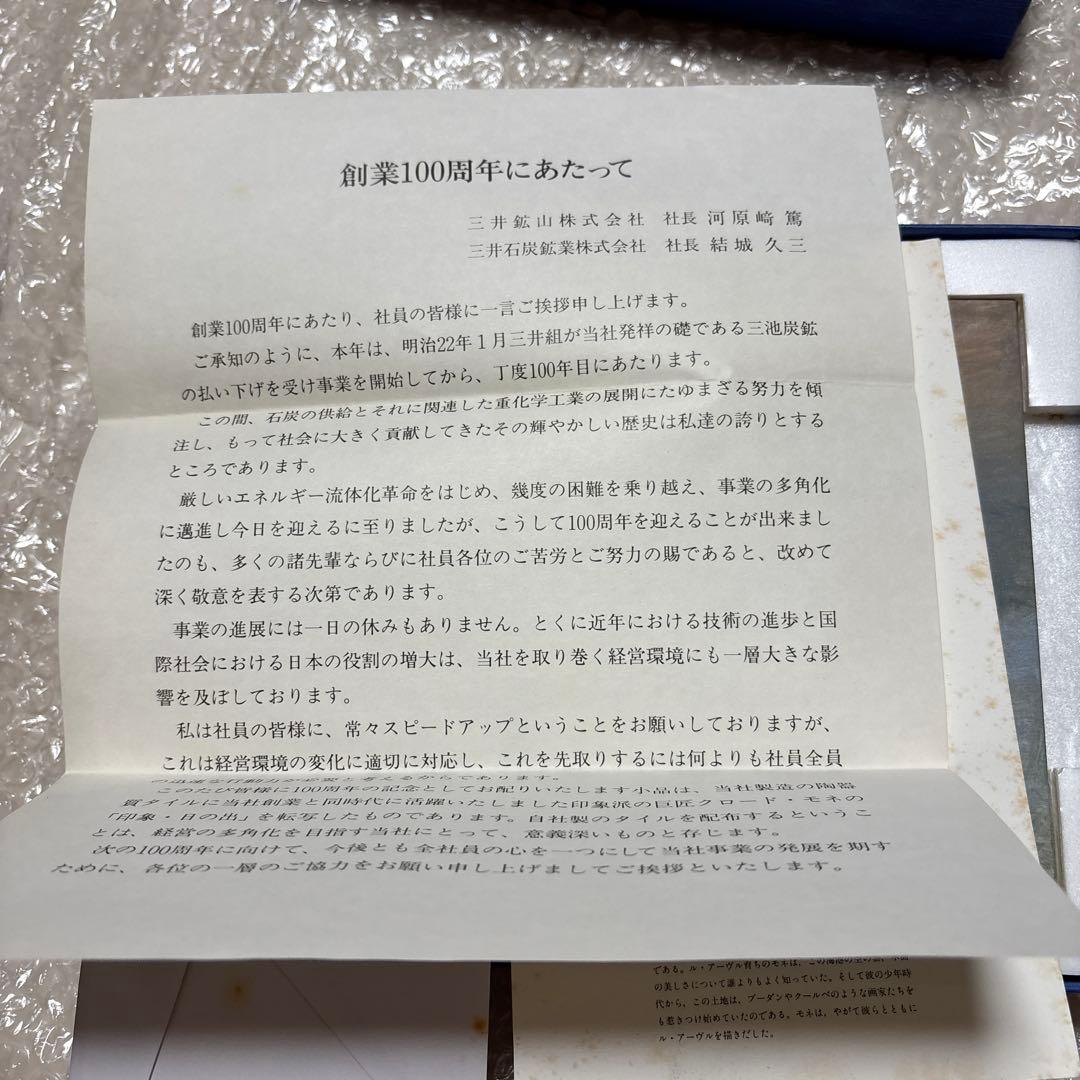 創業100周年にあたって
三井鉱山株式会社　社長 河原﨑 篤
三井石炭鉱業株式会社　社長 結城 久三
創業100周年にあたり、社員の皆様に一言ご挨拶申し上げます。
ご承知のように、本年は、明治22年1月三井組が当社発祥の礎である三池炭鉱
の払い下げを受け事業を開始してから、丁度100年目にあたります。
この間、石炭の供給とそれに関連した重化学工業の展開にたゆまざる努力を傾
注し、もって社会に大きく貢献してきたその輝やかしい歴史は私達の誇りとする
ところであります。
厳しいエネルギー流体化革命をはじめ、幾度の困難を乗り越え、事業の多角化
に邁進し今日を迎えるに至りましたが、こうして100周年を迎えることが出来まし
たのも、多くの諸先輩ならびに社員各位のご苦労とご努力の賜であると、改めて
深く敬意を表する次第であります。
事業の進展には一日の休みもありません。とくに近年における技術の進歩と国
際社会における日本の役割の増大は、当社を取り巻く経営環境にも一層大きな影
響を及ぼしております。
私は社員の皆様に、常々スピードアップということをお願いしておりますが、
これは経営環境の変化に適切に対応し、これを先取りするには何よりも社員全員
の迅速な行動力が必要と考えるからであります。
このたび皆様に100周年の記念としてお配りいたします小品は、当社製造の陶器
質タイルに当社創業と同時代に活躍いたしました印象派の巨匠クロード・モネの
「印象・日の出」を転写したものであります。自社製のタイルを配布するというこ
とは、経営の多角化を目指す当社にとって、意義深いものと存じます。
次の100周年に向けて、今後とも全社員の心を一つにして当社事業の発展を期す
ために、各位の一層のご協力をお願い申し上げましてご挨拶といたします。
である。ル・アーヴル育ちのモネは、この海港の空の
の美しさについて誰よりもよく知っていた。そして彼の少年時
代から、この土地は、ブーダンやクールベのような画家たちを
も惹きつけ始めていたのである。モネは、やがて彼らとともに
ル・アーヴルを描きだした。